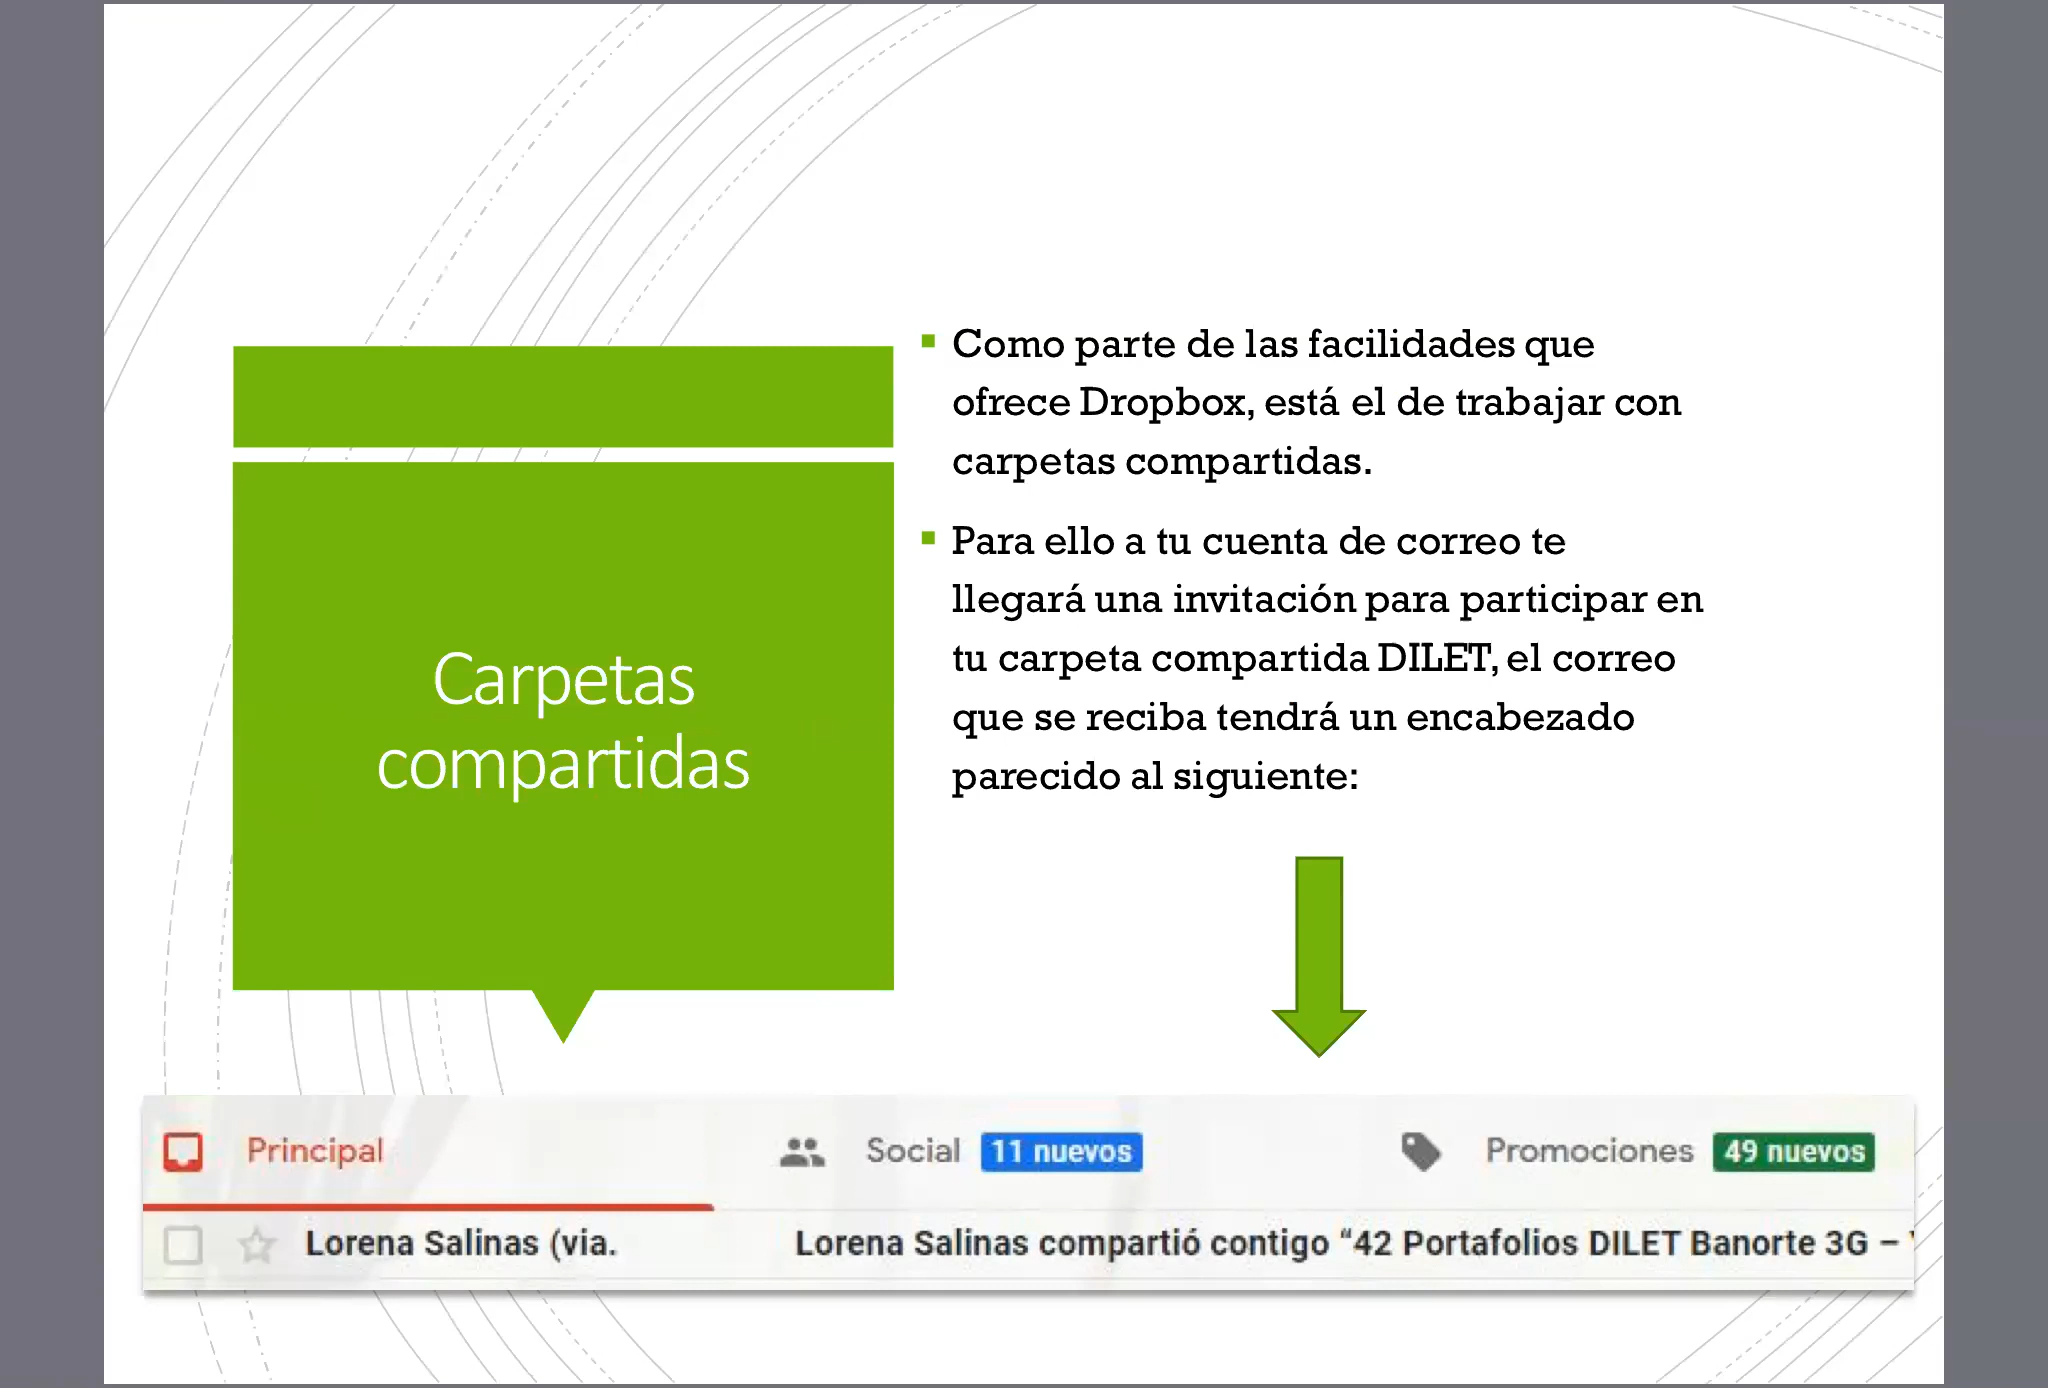 Carpetas
compartidas
Como parte de las facilidades que
ofrece Dropbox, está el de trabajar con
carpetas compartidas.
Para ello a tu cuenta de correo te
llegará una invitación para participar en
tu carpeta compartida DILET, el correo
que se reciba tendrá un encabezado
parecido al siguiente:
Principal Social 11 nuevos Promociones 49 nuevos
Lorena Salinas (via. Lorena Salinas compartió contigo “42 Portafolios DILET Banorte 3G –